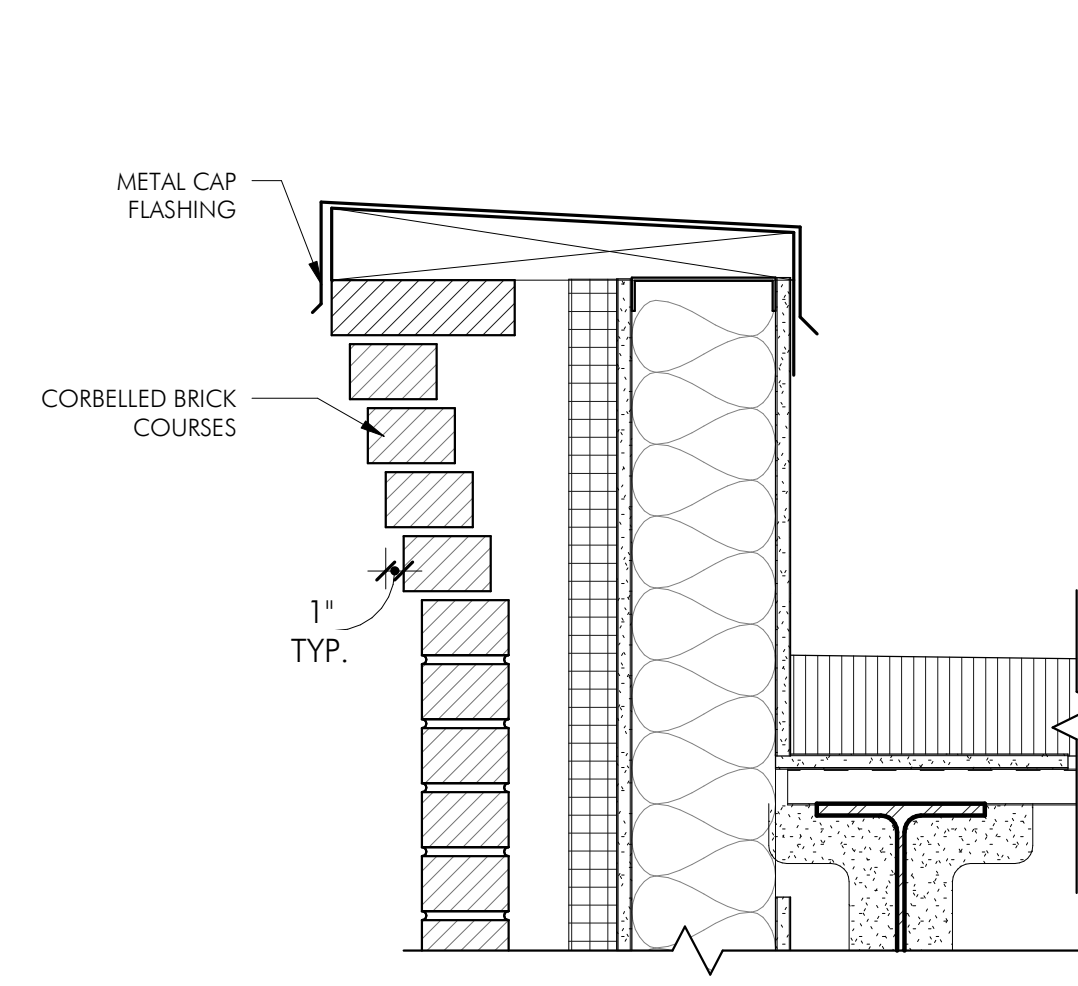 METAL CAP
FLASHING
CORBELLED BRICK
COURSES
1"
TYP.